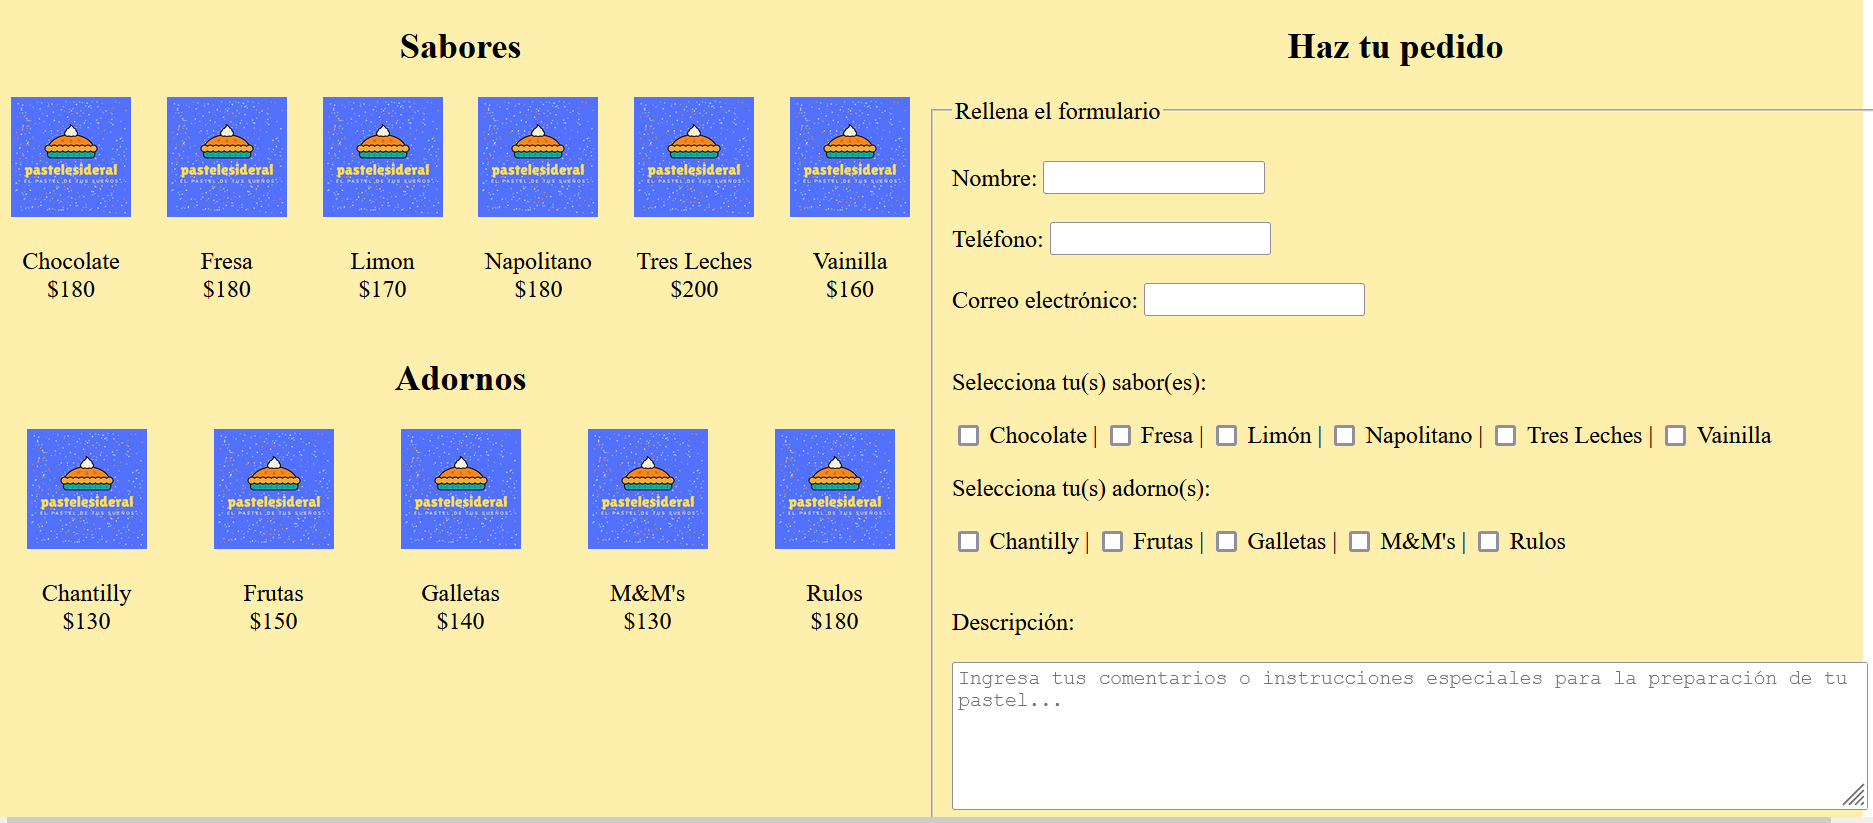 Sabores
pastelesideral
EL PASTEL DE TUS SUEÑOS
pastelesideral
EL PASTEL DE TUS SUEÑOS
pastelesideral
EL PASTEL DE TUS SUEÑOS
pastelesideral
EL PASTEL DE TUS SUEÑOS
pastelesideral
EL PASTEL DE TUS SUEÑOS
pastelesideral
EL PASTEL DE TUS SUEÑOS
Chocolate Fresa Limon Napolitano Tres Leches Vainilla
$180 $180 $170 $180 $200 $160
Adornos
pastelesideral
EL PASTEL DE TUS SUEÑOS
pastelesideral
EL PASTEL DE TUS SUEÑOS
pastelesideral
EL PASTEL DE TUS SUEÑOS
pastelesideral
EL PASTEL DE TUS SUEÑOS
pastelesideral
EL PASTEL DE TUS SUEÑOS
Chantilly Frutas Galletas M&M's Rulos
$130 $150 $140 $130 $180
Haz tu pedido
Rellena el formulario
Nombre:
Teléfono:
Correo electrónico:
Selecciona tu(s) sabor(es):
Chocolate | Fresa | Limón | Napolitano | Tres Leches | Vainilla
Selecciona tu(s) adorno(s):
Chantilly | Frutas | Galletas | M&M's | Rulos
Descripción:
Ingresa tus comentarios o instrucciones especiales para la preparación de tu
pastel...